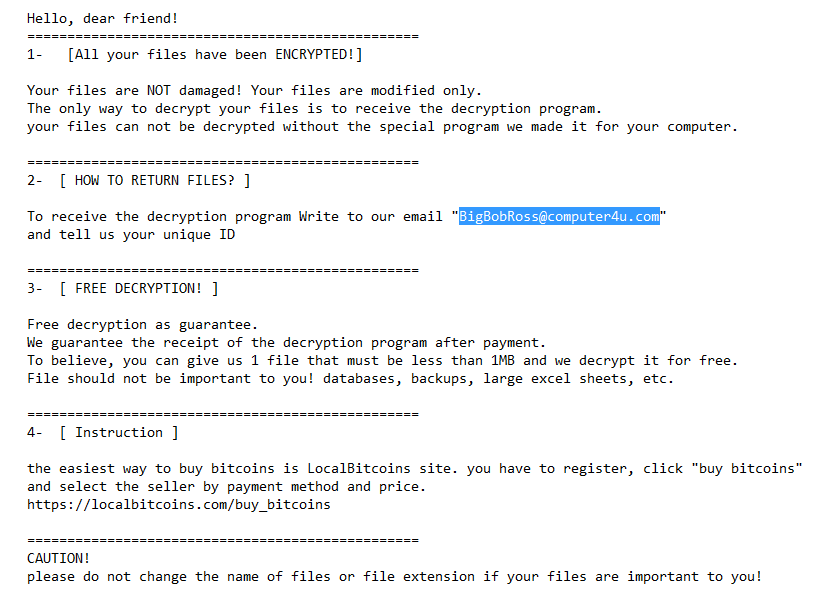 Hello, dear friend!
=================================================
1-   [All your files have been ENCRYPTED!]
Your files are NOT damaged! Your files are modified only.
The only way to decrypt your files is to receive the decryption program.
your files can not be decrypted without the special program we made it for your computer.
=================================================
2-  [ HOW TO RETURN FILES? ]
To receive the decryption program Write to our email "BigBobRoss@computer4u.com"
and tell us your unique ID
=================================================
3-  [ FREE DECRYPTION! ]
Free decryption as guarantee.
We guarantee the receipt of the decryption program after payment.
To believe, you can give us 1 file that must be less than 1MB and we decrypt it for free.
File should not be important to you! databases, backups, large excel sheets, etc.
=================================================
4-  [ Instruction ]
the easiest way to buy bitcoins is LocalBitcoins site. you have to register, click "buy bitcoins"
and select the seller by payment method and price.
https://localbitcoins.com/buy_bitcoins
=================================================
CAUTION!
please do not change the name of files or file extension if your files are important to you!